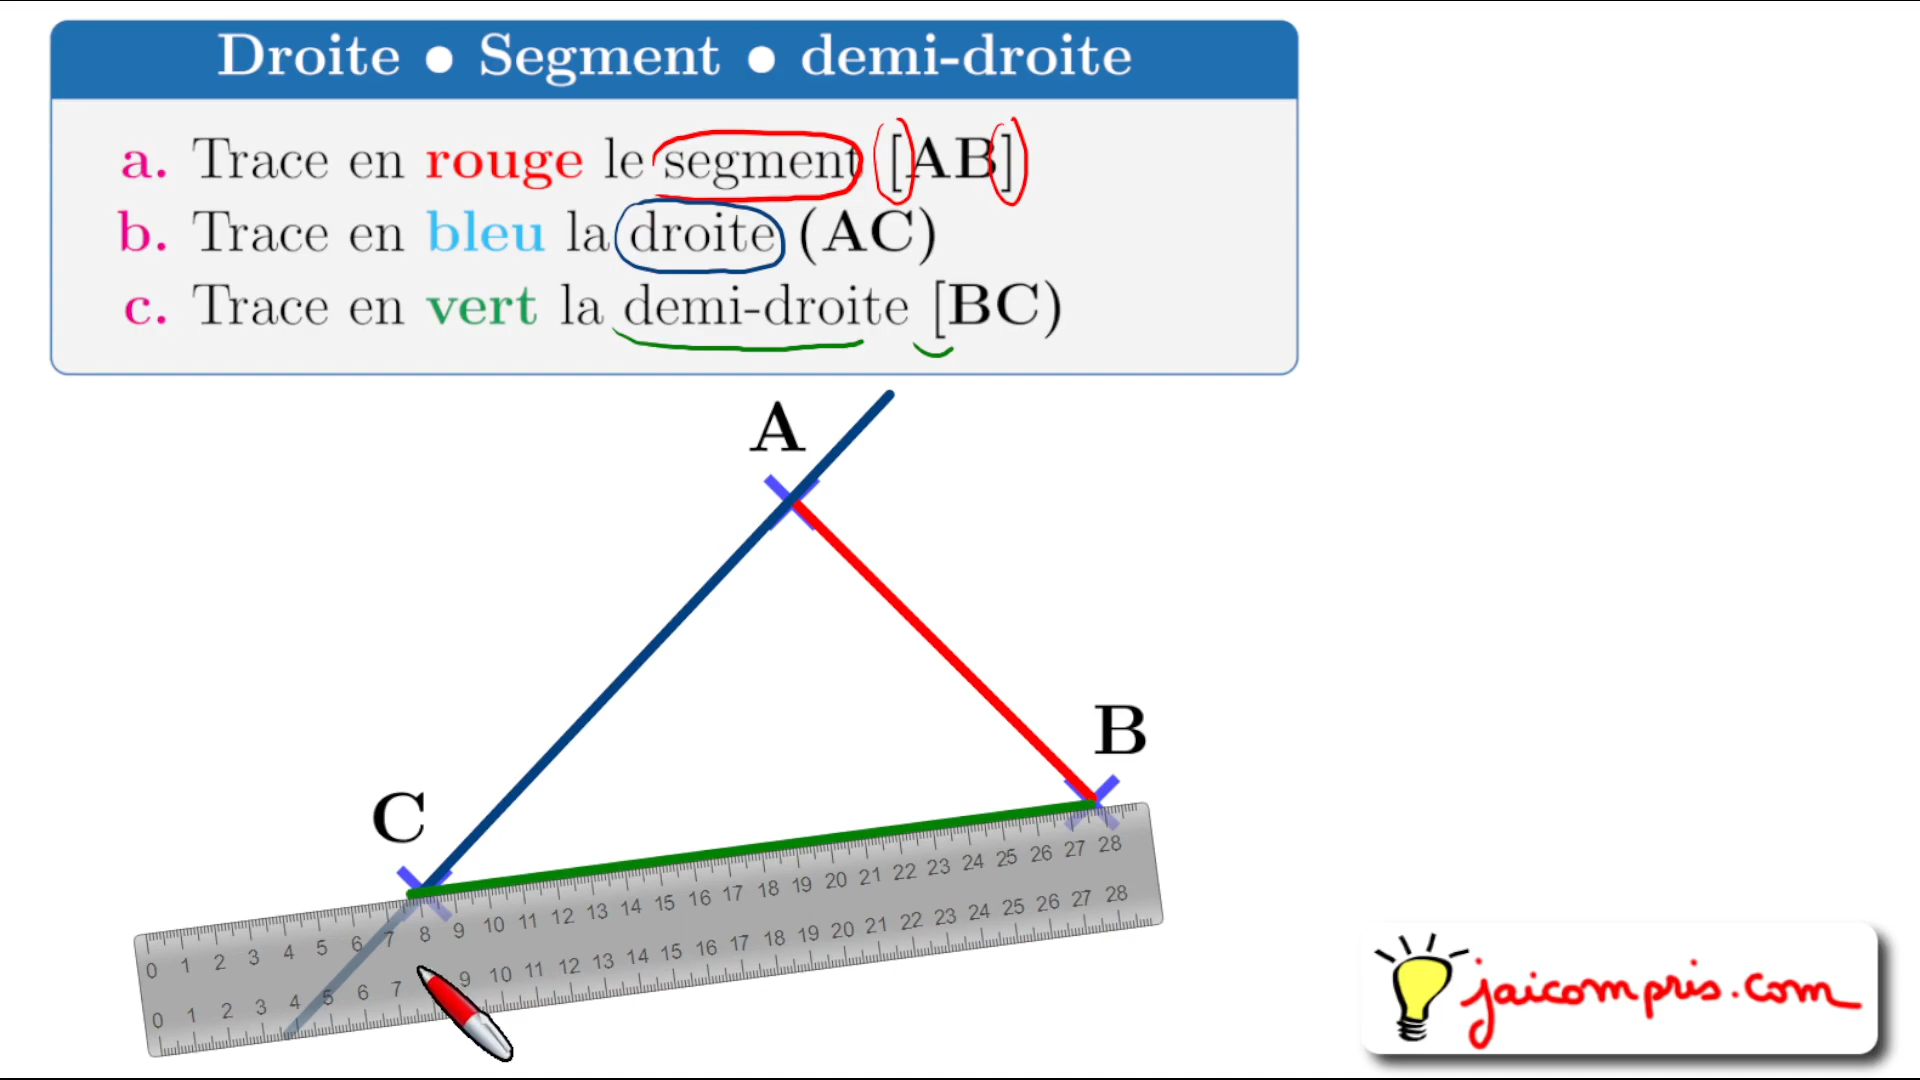 Droite • Segment • demi-droite
a. Trace en rouge le segment [AB]
b. Trace en bleu la droite (AC)
c. Trace en vert la demi-droite [BC)
A
B
C
0 1 2 3 4 5 6 7 8 9 10 11 12 13 14 15 16 17 18 19 20 21 22 23 24 25 26 27 28
0 1 2 3 4 5 6 7 9 10 11 12 13 14 15 16 17 18 19 20 21 22 23 24 25 26 27 28
jaicompris.com